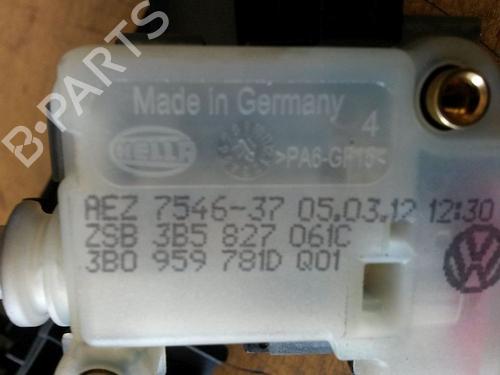 B-PARTS
Made in Germany
4
HELLA
>PA6-GF15<
AEZ 7546-37 05.03.12 12:30
ZSB 3B5 827 061C
3B0 959 781D Q01